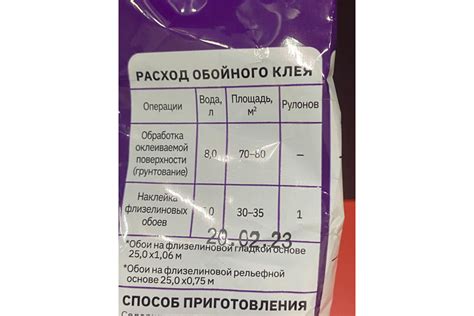 РАСХОД ОБОЙНОГО КЛЕЯ
Операции Вода, л Площадь, м² Рулонов
Обработка
оклеиваемой
поверхности
(грунтование)
8,0 70–80 —
Наклейка
флизелиновых
обоев
0 30–35 1
20.02.23
*Обои на флизелиновой гладкой основе
25,0х1,06 м
*Обои на флизелиновой рельефной
основе 25,0 х0,75 м
СПОСОБ ПРИГОТОВЛЕНИЯ